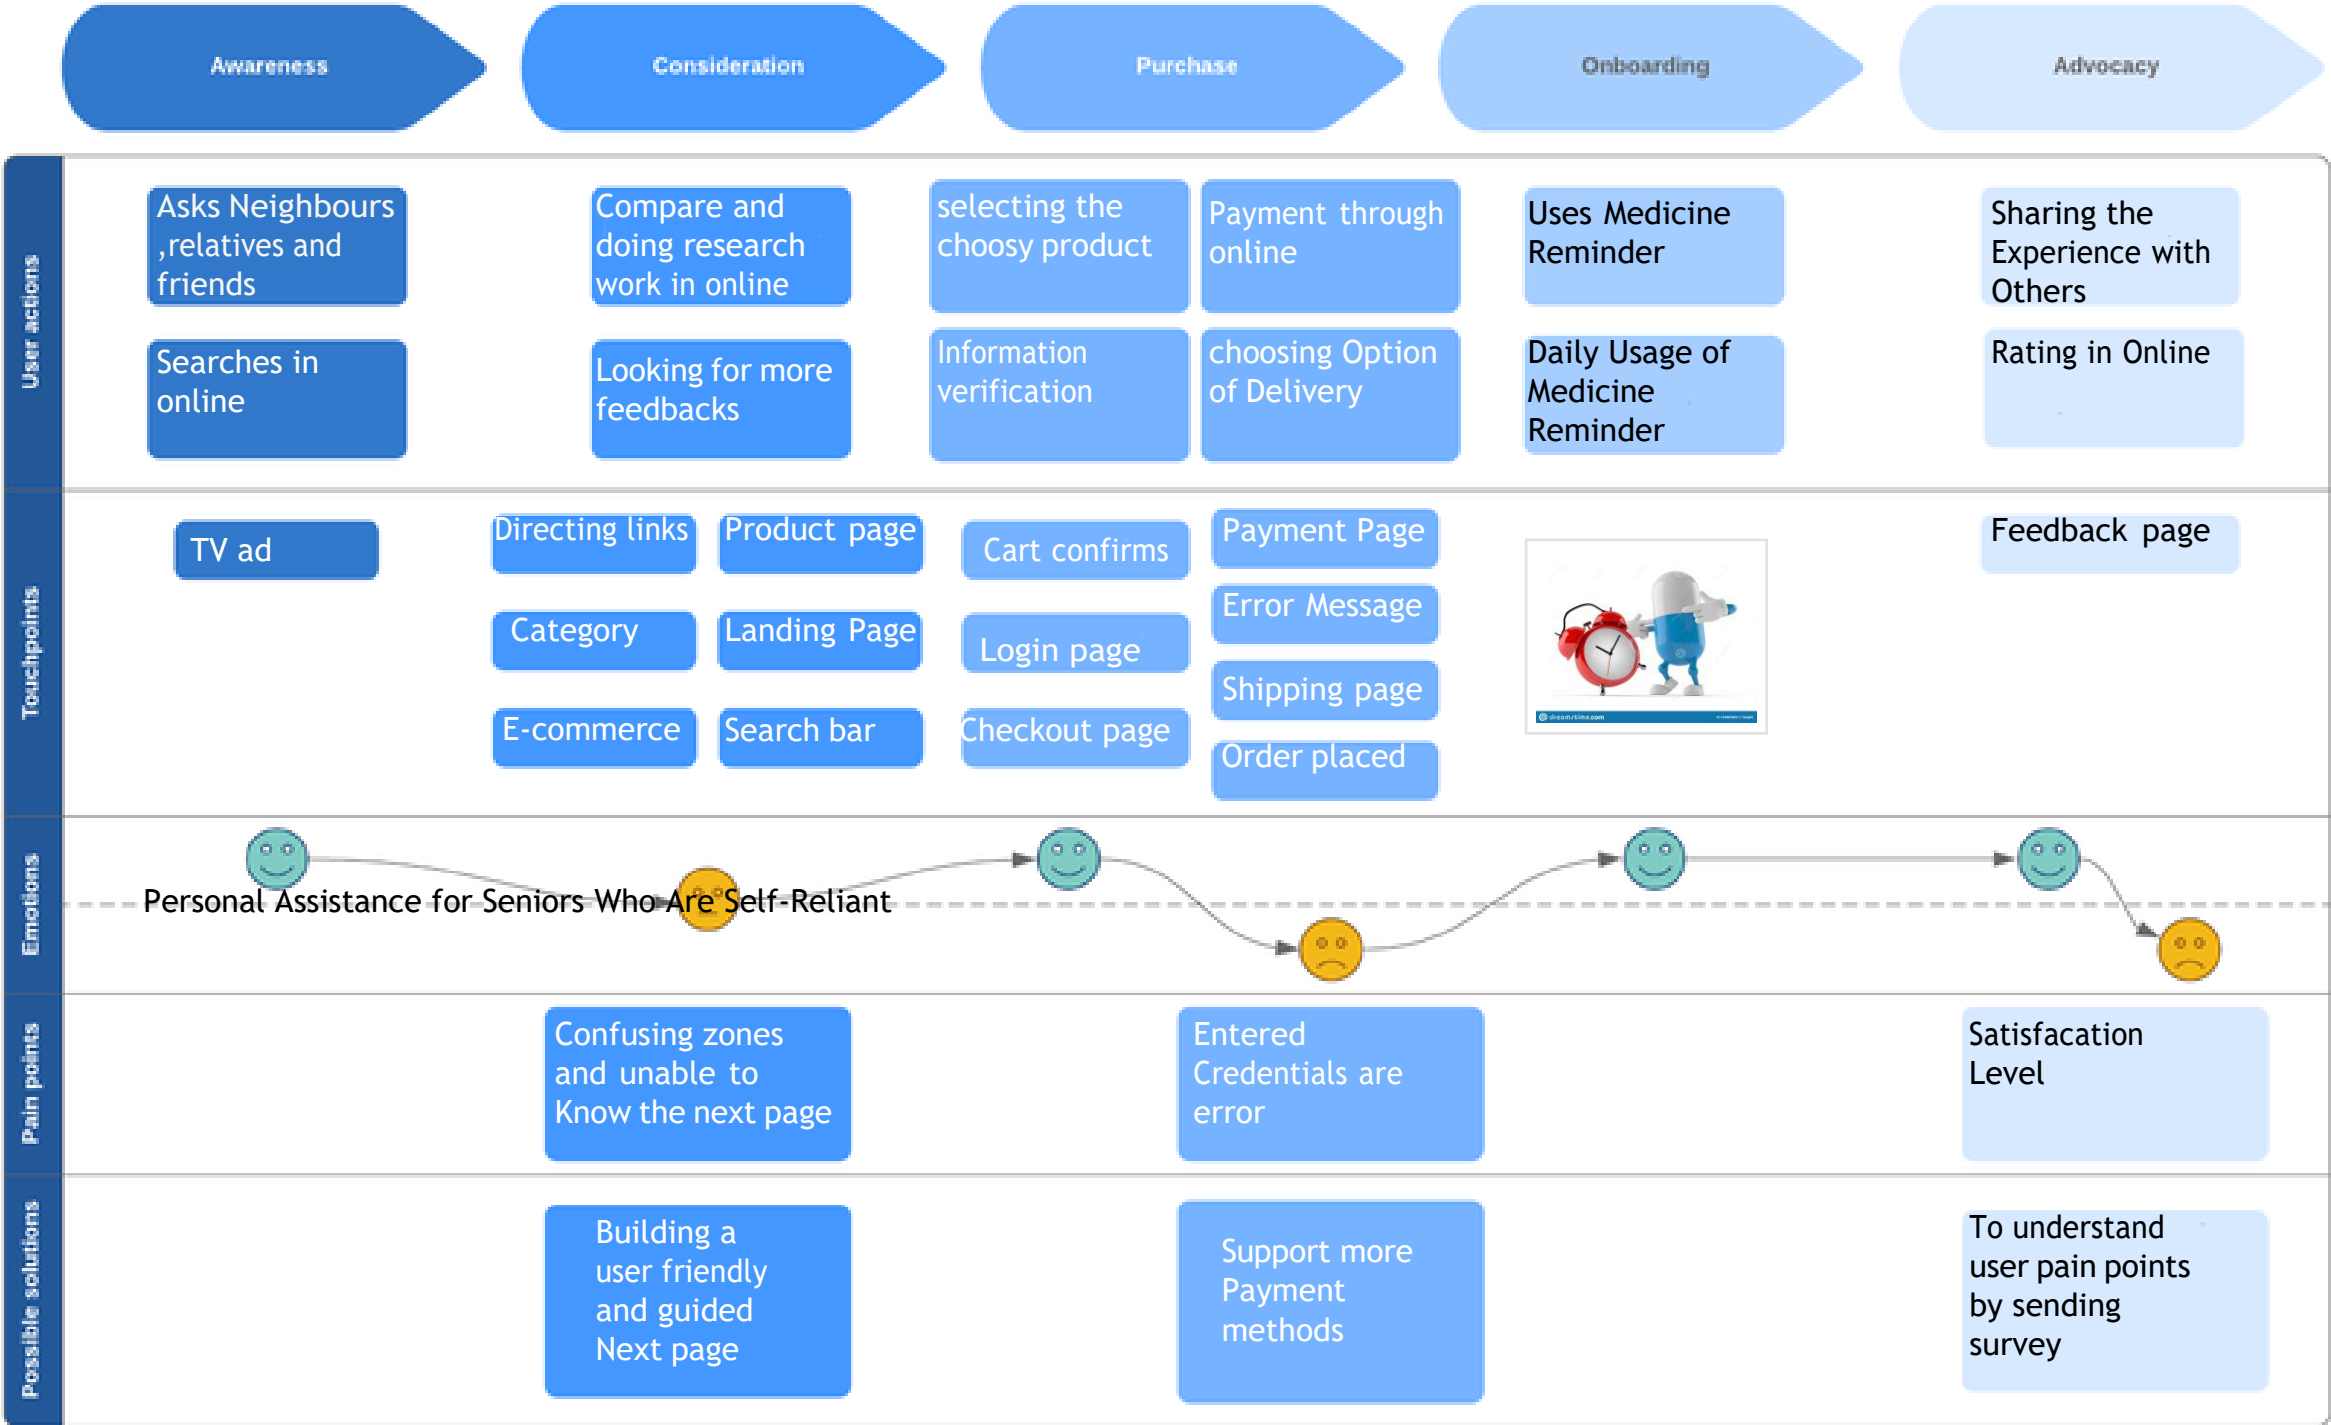 Awareness
Consideration
Purchase
Onboarding
Advocacy
User actions
Asks Neighbours
,relatives and
friends
Searches in
online
Compare and
doing research
work in online
Looking for more
feedbacks
selecting the
choosy product
Payment through
online
Information
verification
choosing Option
of Delivery
Uses Medicine
Reminder
Daily Usage of
Medicine
Reminder
Sharing the
Experience with
Others
Rating in Online
Touchpoints
TV ad
Directing links
Product page
Category
Landing Page
E-commerce
Search bar
Cart confirms
Login page
Checkout page
Payment Page
Error Message
Shipping page
Order placed
dreamstime.com
Feedback page
Emotions
Personal Assistance for Seniors Who Are Self-Reliant
Pain points
Confusing zones
and unable to
Know the next page
Entered
Credentials are
error
Satisfacation
Level
Possible solutions
Building a
user friendly
and guided
Next page
Support more
Payment
methods
To understand
user pain points
by sending
survey